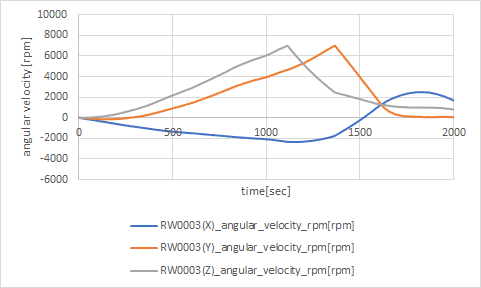 10000
8000
6000
4000
2000
0
-2000
-4000
-6000
angular velocity [rpm]
0 500 1000 1500 2000
time[sec]
RW0003(X)_angular_velocity_rpm[rpm]
RW0003(Y)_angular_velocity_rpm[rpm]
RW0003(Z)_angular_velocity_rpm[rpm]